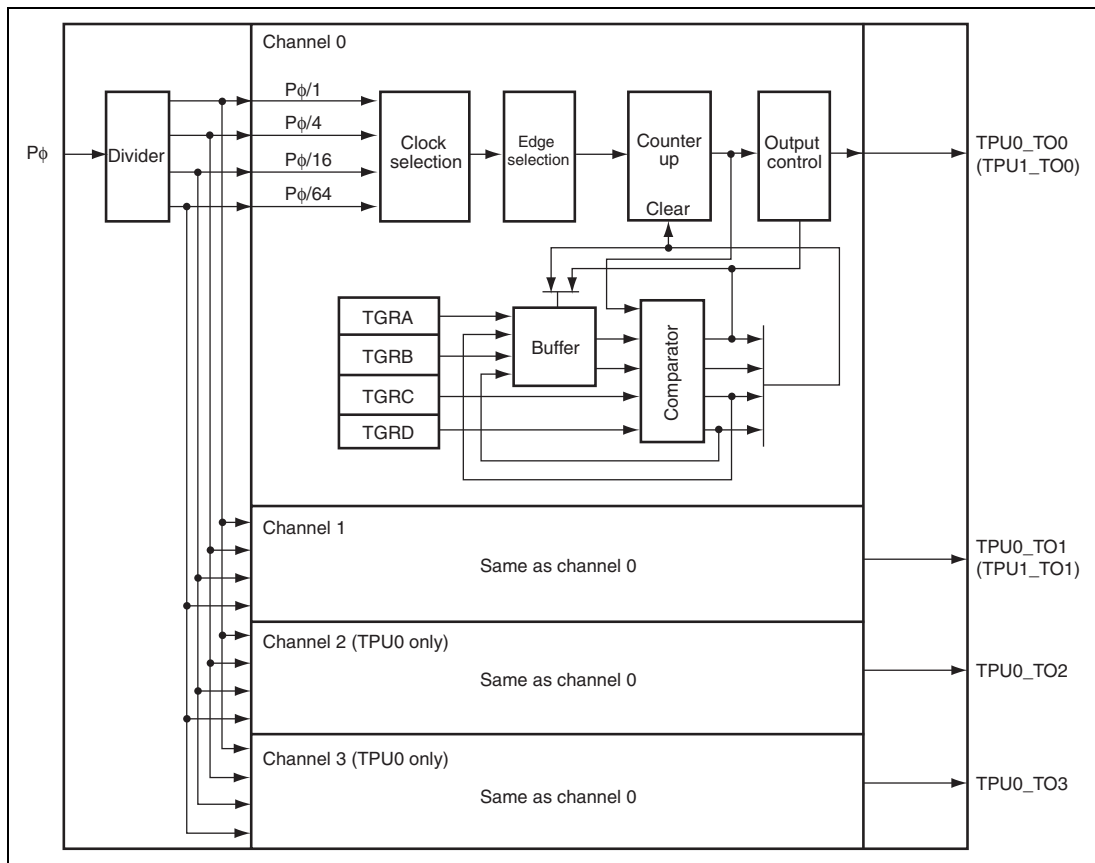 Channel 0
Pϕ/1
Pϕ/4
Pϕ/16
Pϕ/64
Pϕ
Divider
Clock
selection
Edge
selection
Counter
up
Clear
Output
control
TPU0_TO0
(TPU1_TO0)
TGRA
TGRB
TGRC
TGRD
Buffer
Comparator
Channel 1
Same as channel 0
TPU0_TO1
(TPU1_TO1)
Channel 2 (TPU0 only)
Same as channel 0
TPU0_TO2
Channel 3 (TPU0 only)
Same as channel 0
TPU0_TO3